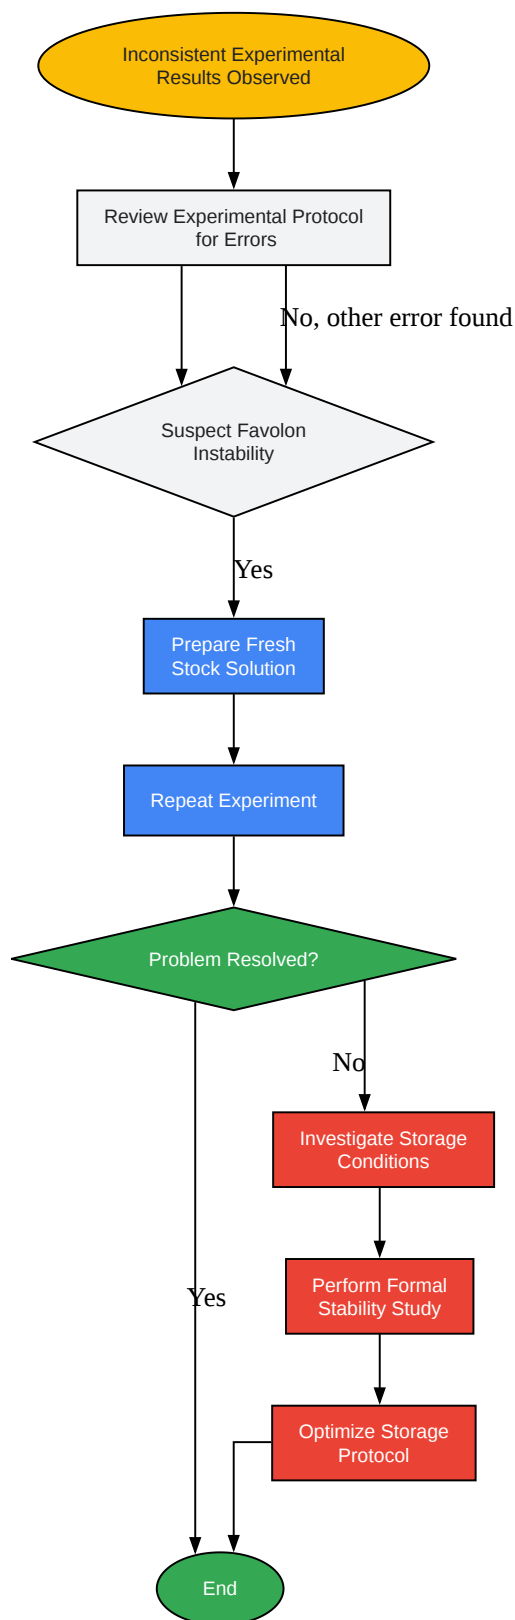 Inconsistent Experimental
Results Observed
Review Experimental Protocol
for Errors
No, other error found
Suspect Favolon
Instability
Yes
Prepare Fresh
Stock Solution
Repeat Experiment
Problem Resolved?
No
Investigate Storage
Conditions
Perform Formal
Stability Study
Yes
Optimize Storage
Protocol
End